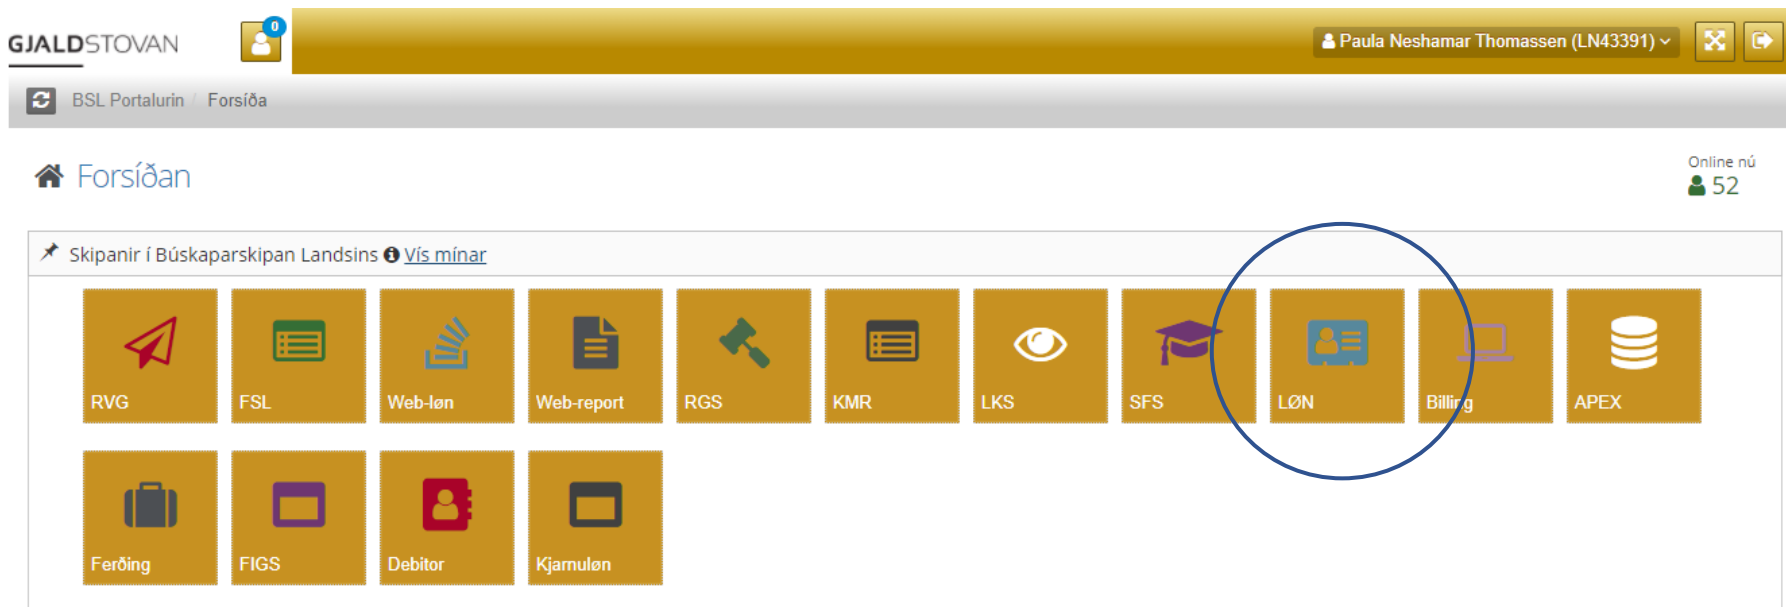 GJALDSTOVAN
0
Paula Neshamar Thomassen (LN43391)
BSL Portalurin / Forsíða
Forsíðan
Online nú
52
Skipanir í Búskaparskipan Landsins Vís mínar
RVG FSL Web-løn Web-report RGS KMR LKS SFS LØN Billing APEX
Ferðing FIGS Debitor Kjarnuløn